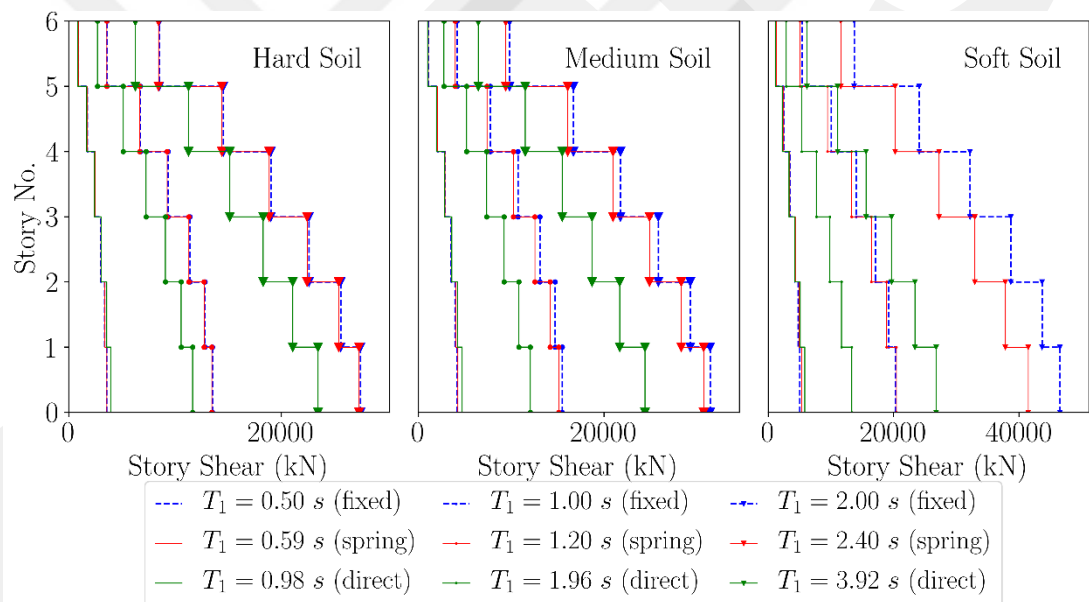 6
5
4
3
2
1
0
Story No.
Hard Soil
Medium Soil
Soft Soil
0 20000 0 20000 0 20000 40000
Story Shear (kN) Story Shear (kN) Story Shear (kN)
T₁ = 0.50 s (fixed) T₁ = 1.00 s (fixed) T₁ = 2.00 s (fixed)
T₁ = 0.59 s (spring) T₁ = 1.20 s (spring) T₁ = 2.40 s (spring)
T₁ = 0.98 s (direct) T₁ = 1.96 s (direct) T₁ = 3.92 s (direct)